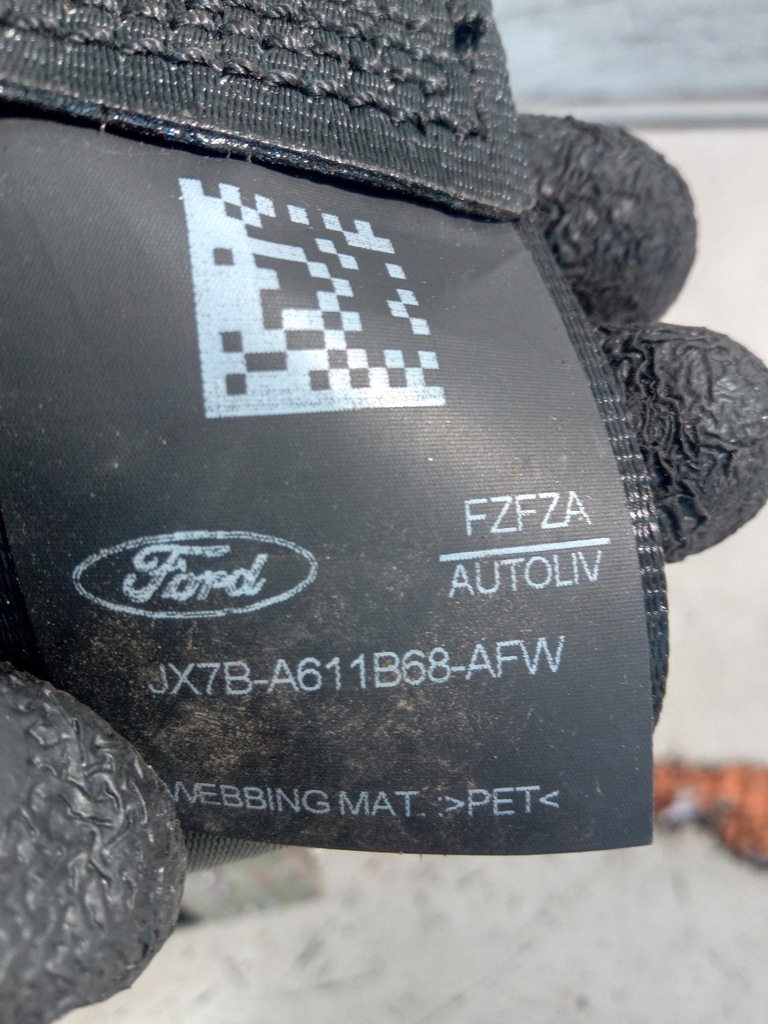 FZFZA
AUTOLIV
Ford
JX7B-A611B68-AFW
WEBBING MAT. :>PET<